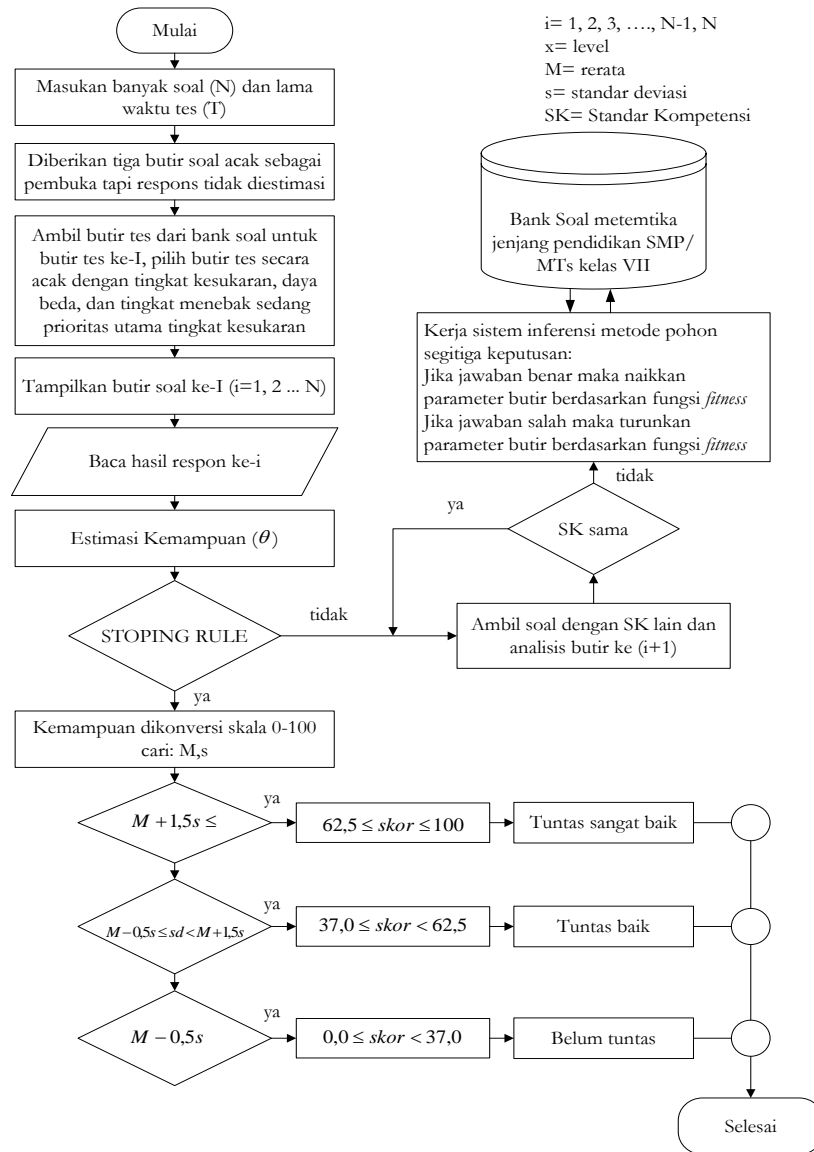 Mulai
i= 1, 2, 3, …., N-1, N
x= level
M= rerata
s= standar deviasi
SK= Standar Kompetensi
Masukan banyak soal (N) dan lama
waktu tes (T)
Diberikan tiga butir soal acak sebagai
pembuka tapi respons tidak diestimasi
Ambil butir tes dari bank soal untuk
butir tes ke-I, pilih butir tes secara
acak dengan tingkat kesukaran, daya
beda, dan tingkat menebak sedang
prioritas utama tingkat kesukaran
Bank Soal metemtika
jenjang pendidikan SMP/
MTs kelas VII
Tampilkan butir soal ke-I (i=1, 2 ... N)
Kerja sistem inferensi metode pohon
segitiga keputusan:
Jika jawaban benar maka naikkan
parameter butir berdasarkan fungsi fitness
Jika jawaban salah maka turunkan
parameter butir berdasarkan fungsi fitness
Baca hasil respon ke-i
tidak
ya
SK sama
Estimasi Kemampuan (θ)
STOPING RULE
tidak
Ambil soal dengan SK lain dan
analisis butir ke (i+1)
ya
Kemampuan dikonversi skala 0-100
cari: M,s
M +1,5s ≤
ya
62,5 ≤ skor ≤ 100
Tuntas sangat baik
M −0,5s ≤ sd < M +1,5s
ya
37,0 ≤ skor < 62,5
Tuntas baik
M − 0,5s
ya
0,0 ≤ skor < 37,0
Belum tuntas
Selesai